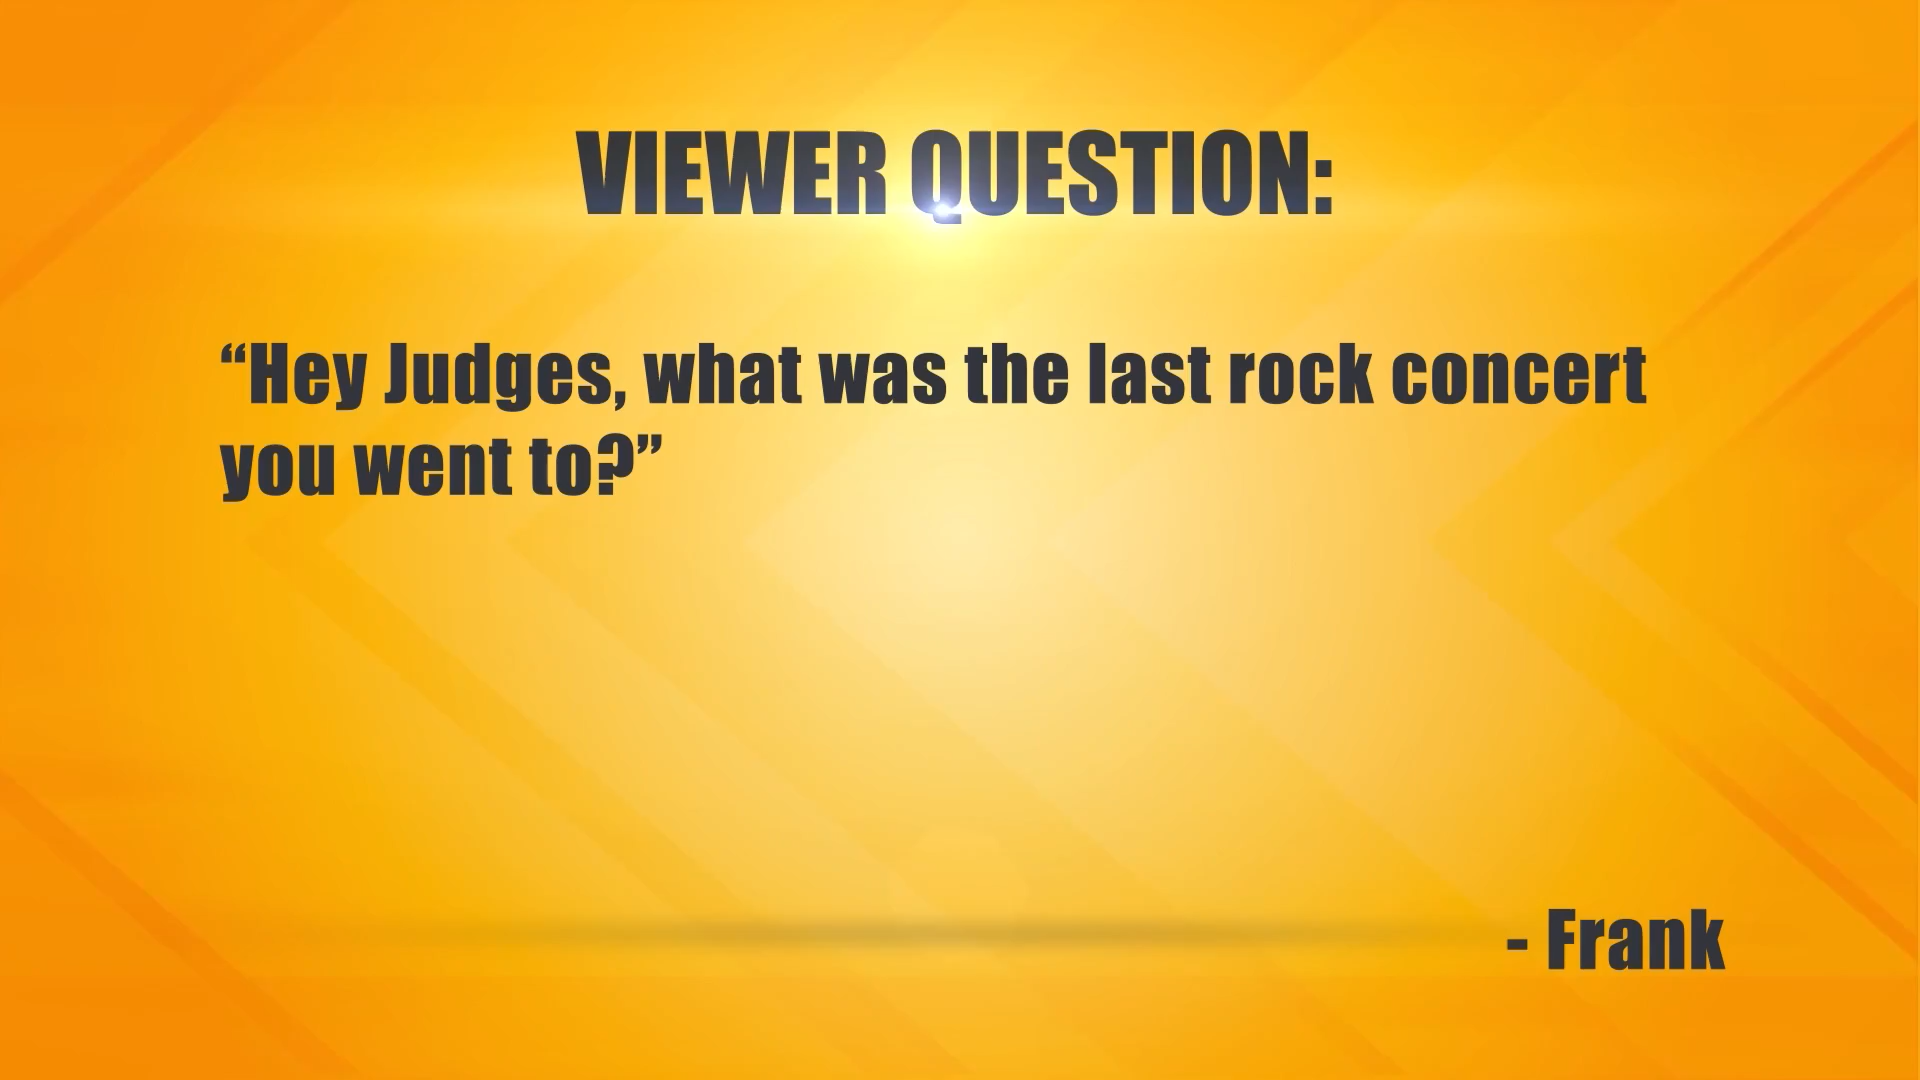 VIEWER QUESTION:
“Hey Judges, what was the last rock concert
you went to?”
- Frank